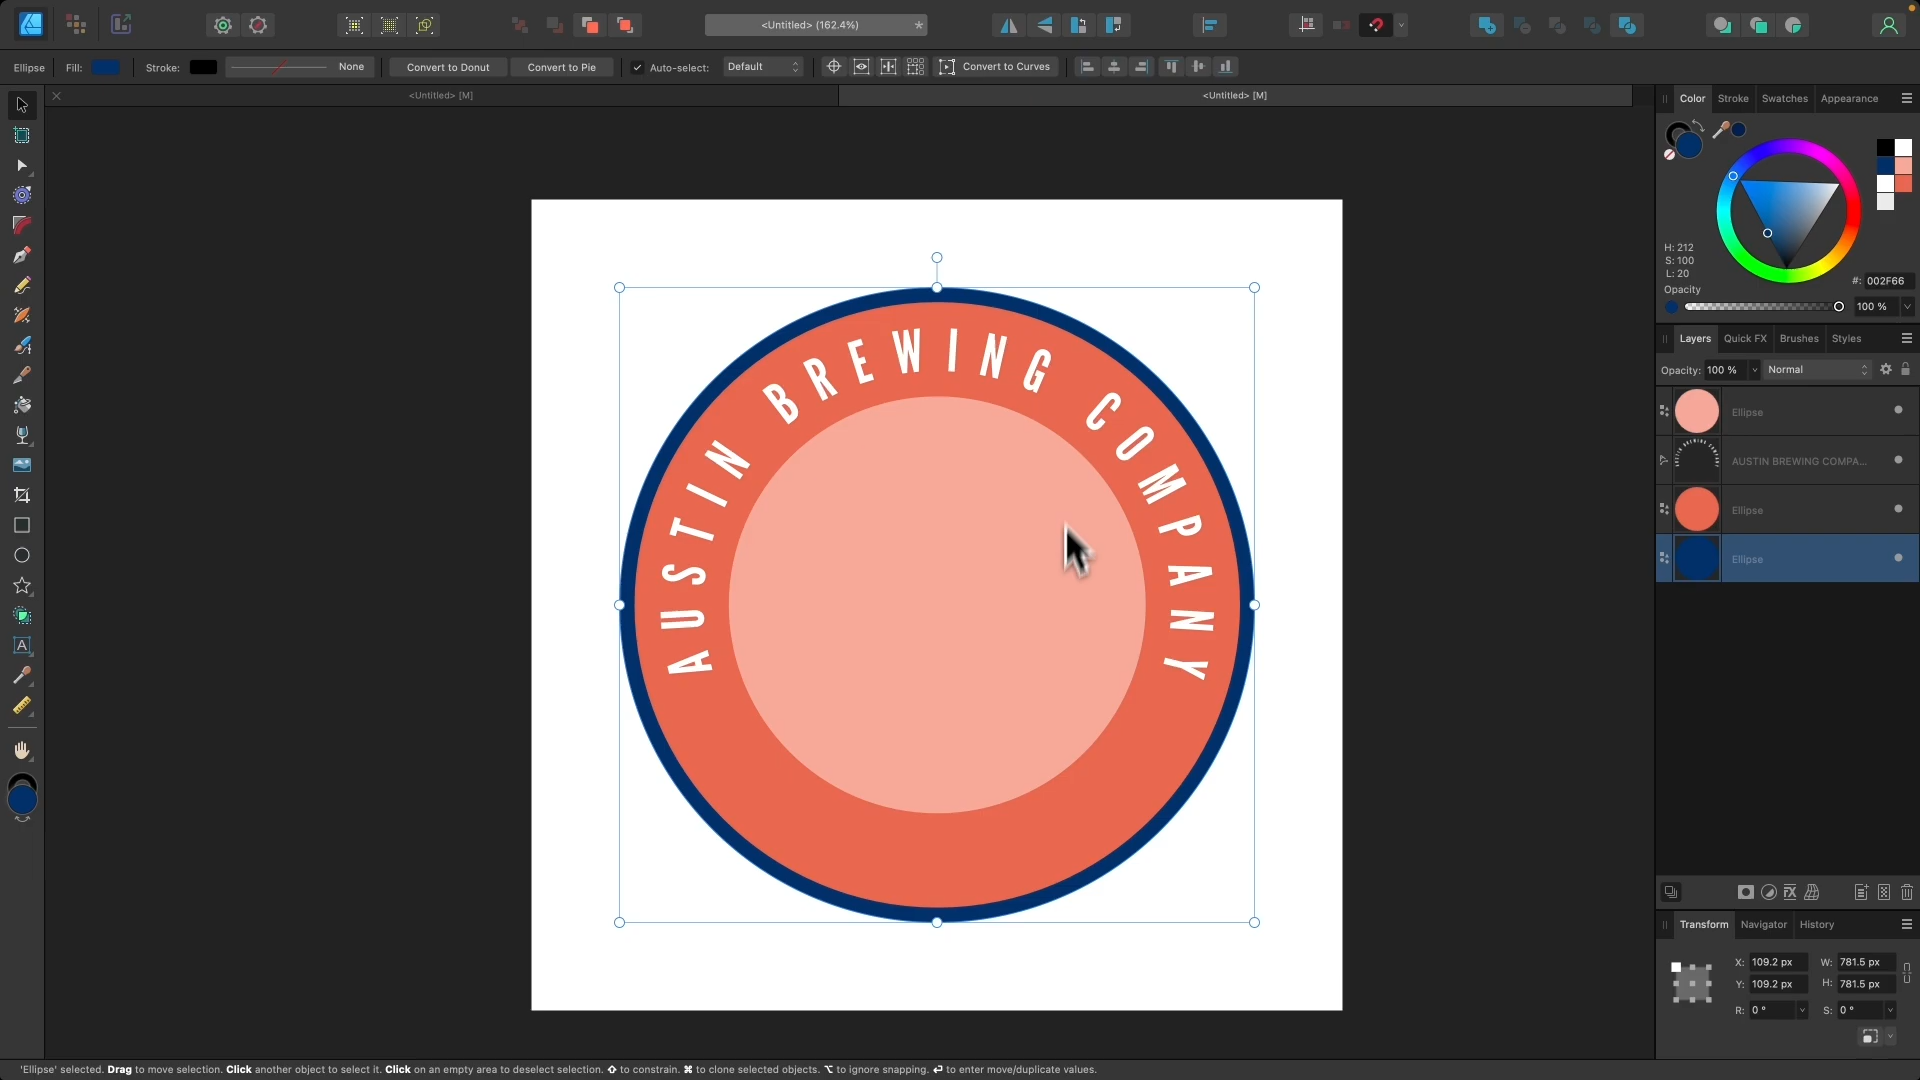 <Untitled> (162.4%)
*
Ellipse
Fill:
Stroke:
None
Convert to Donut
Convert to Pie
Auto-select:
Default
Convert to Curves
<Untitled> [M]
<Untitled> [M]
Color
Stroke
Swatches
Appearance
H: 212
S: 100
L: 20
#: 002F66
Opacity
100 %
Layers
Quick FX
Brushes
Styles
Opacity: 100 %
Normal
Ellipse
AUSTIN BREWING COMPA...
Ellipse
Ellipse
AUSTIN BREWING COMPANY
Transform
Navigator
History
X: 109.2 px
W: 781.5 px
Y: 109.2 px
H: 781.5 px
R: 0 °
S: 0 °
'Ellipse' selected. Drag to move selection. Click another object to select it. Click on an empty area to deselect selection. ⇧ to constrain. ⌘ to clone selected objects. ⌥ to ignore snapping. ↵ to enter move/duplicate values.